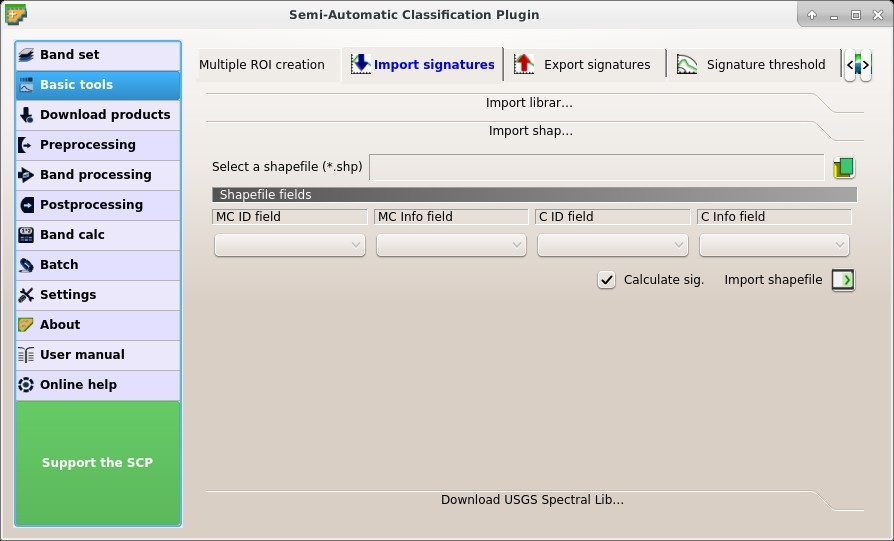 Semi-Automatic Classification Plugin
Band set
Basic tools
Download products
Preprocessing
Band processing
Postprocessing
Band calc
Batch
Settings
About
User manual
Online help
Support the SCP
Multiple ROI creation
Import signatures
Export signatures
Signature threshold
Import librar...
Import shap...
Select a shapefile (*.shp)
Shapefile fields
MC ID field
MC Info field
C ID field
C Info field
Calculate sig.
Import shapefile
Download USGS Spectral Lib...